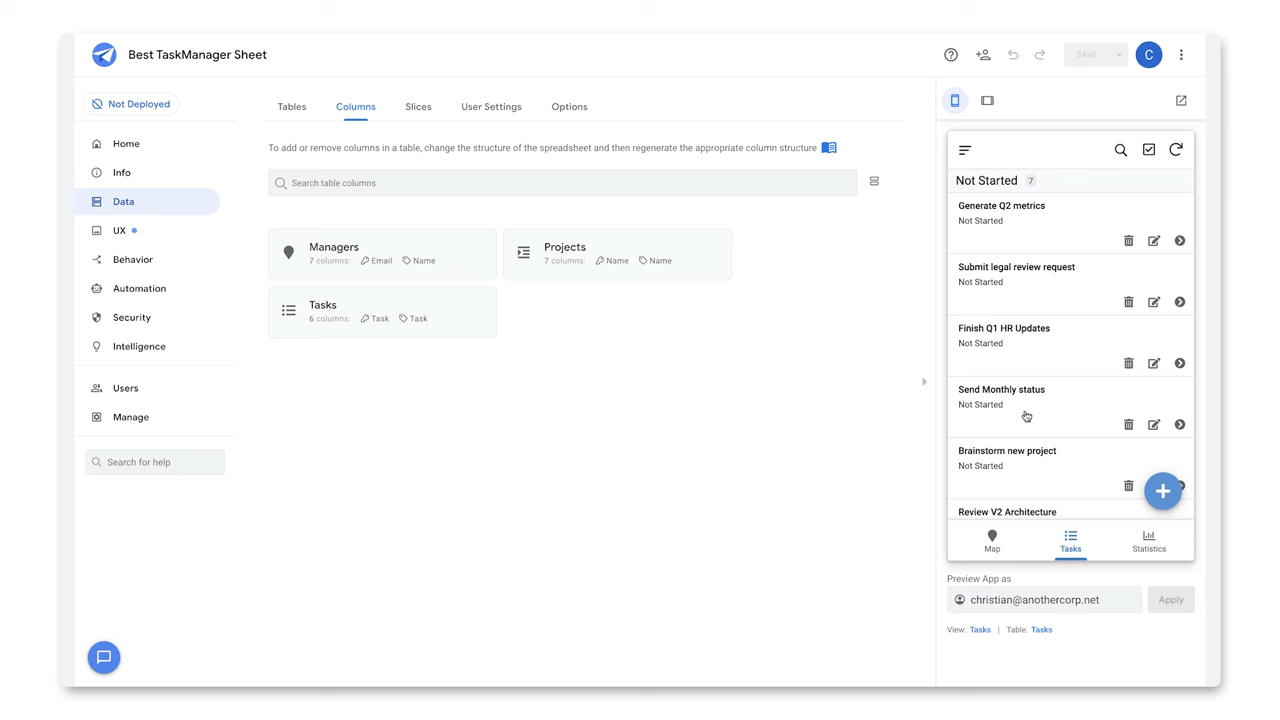 Best TaskManager Sheet
SAVE
C
Not Deployed
Home
Info
Data
UX
Behavior
Automation
Security
Intelligence
Users
Manage
Search for help
Tables Columns Slices User Settings Options
To add or remove columns in a table, change the structure of the spreadsheet and then regenerate the appropriate column structure
Search table columns
Managers
7 columns: Email Name
Projects
7 columns: Name Name
Tasks
6 columns: Task Task
Not Started 7
Generate Q2 metrics
Not Started
Submit legal review request
Not Started
Finish Q1 HR Updates
Not Started
Send Monthly status
Not Started
Brainstorm new project
Not Started
Review V2 Architecture
Map Tasks Statistics
Preview App as
christian@anothercorp.net Apply
View: Tasks | Table: Tasks